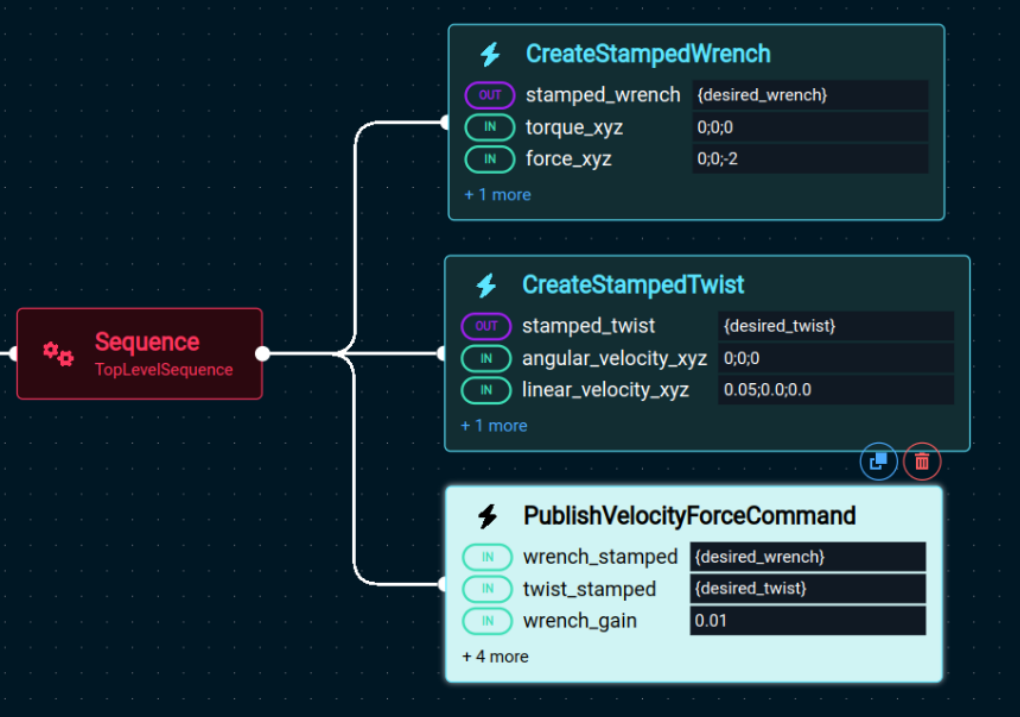 CreateStampedWrench
OUT stamped_wrench {desired_wrench}
IN torque_xyz 0;0;0
IN force_xyz 0;0;-2
+ 1 more
CreateStampedTwist
OUT stamped_twist {desired_twist}
IN angular_velocity_xyz 0;0;0
IN linear_velocity_xyz 0.05;0.0;0.0
+ 1 more
Sequence
TopLevelSequence
PublishVelocityForceCommand
IN wrench_stamped {desired_wrench}
IN twist_stamped {desired_twist}
IN wrench_gain 0.01
+ 4 more